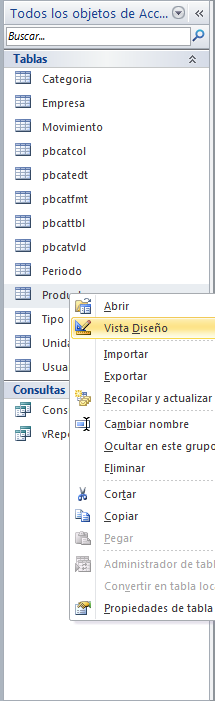 Todos los objetos de Acc...
Buscar...
Tablas
Categoria
Empresa
Movimiento
pbcatcol
pbcatedt
pbcatfmt
pbcattbl
pbcatvld
Periodo
Produc
Tipo
Unida
Usua
Abrir
Vista Diseño
Importar
Exportar
Recopilar y actualizar
Cambiar nombre
Ocultar en este grupo
Eliminar
Cortar
Copiar
Pegar
Administrador de tabl
Convertir en tabla loc
Propiedades de tabla
Consultas
Cons
vRepo